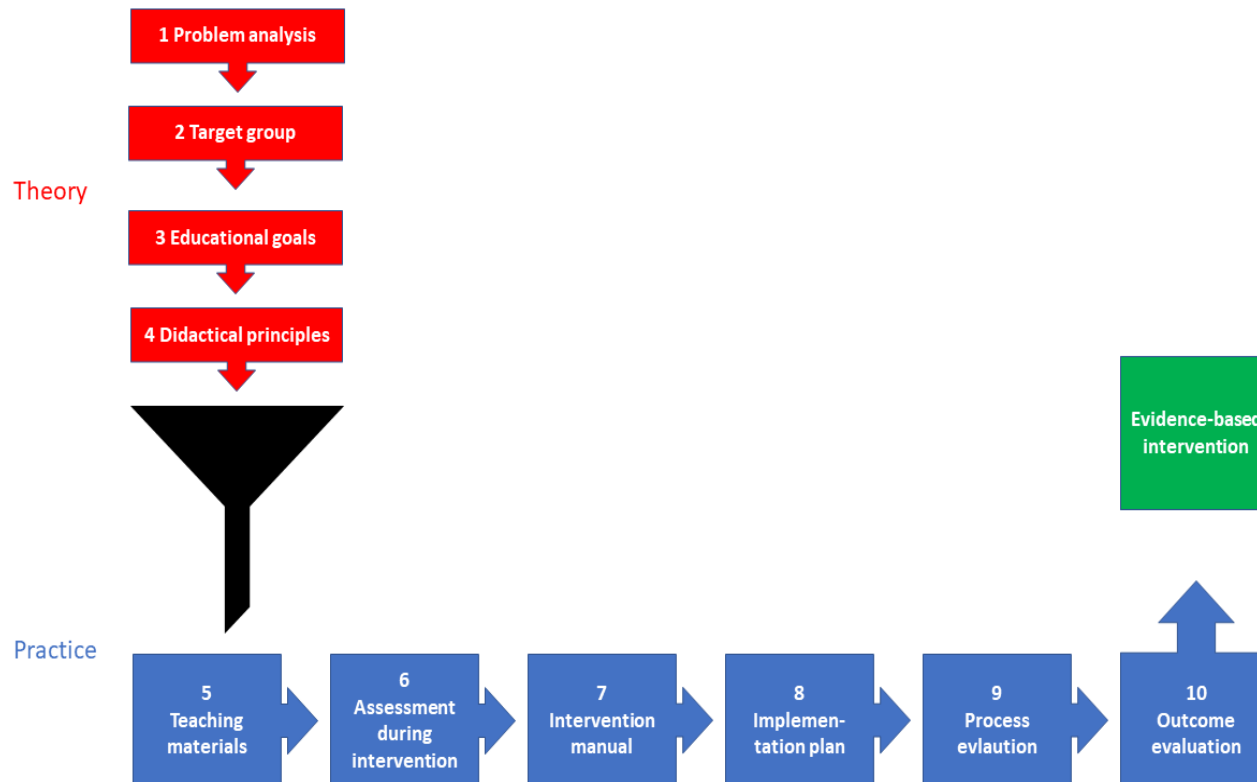 1 Problem analysis
2 Target group
Theory
3 Educational goals
4 Didactical principles
Evidence-based
intervention
Practice
5
Teaching
materials
6
Assessment
during
intervention
7
Intervention
manual
8
Implemen-
tation plan
9
Process
evlaution
10
Outcome
evaluation